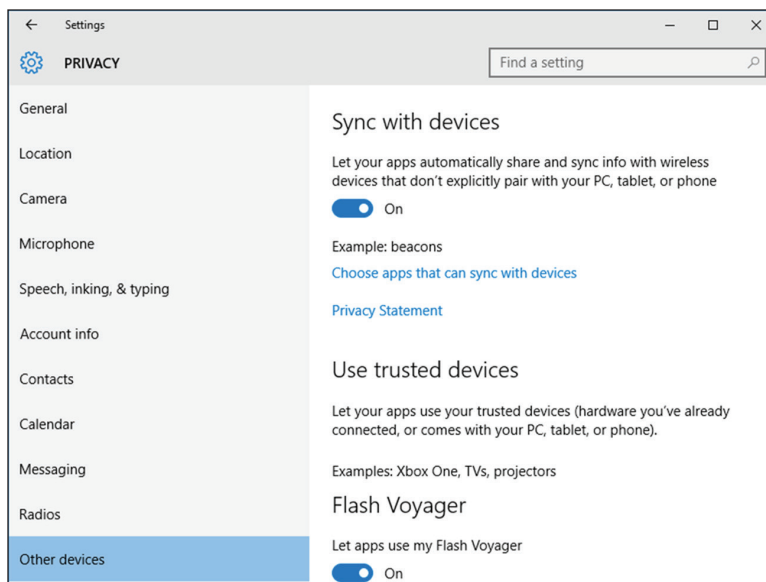 Settings
PRIVACY
Find a setting
General
Location
Camera
Microphone
Speech, inking, & typing
Account info
Contacts
Calendar
Messaging
Radios
Other devices
Sync with devices
Let your apps automatically share and sync info with wireless
devices that don't explicitly pair with your PC, tablet, or phone
On
Example: beacons
Choose apps that can sync with devices
Privacy Statement
Use trusted devices
Let your apps use your trusted devices (hardware you've already
connected, or comes with your PC, tablet, or phone).
Examples: Xbox One, TVs, projectors
Flash Voyager
Let apps use my Flash Voyager
On